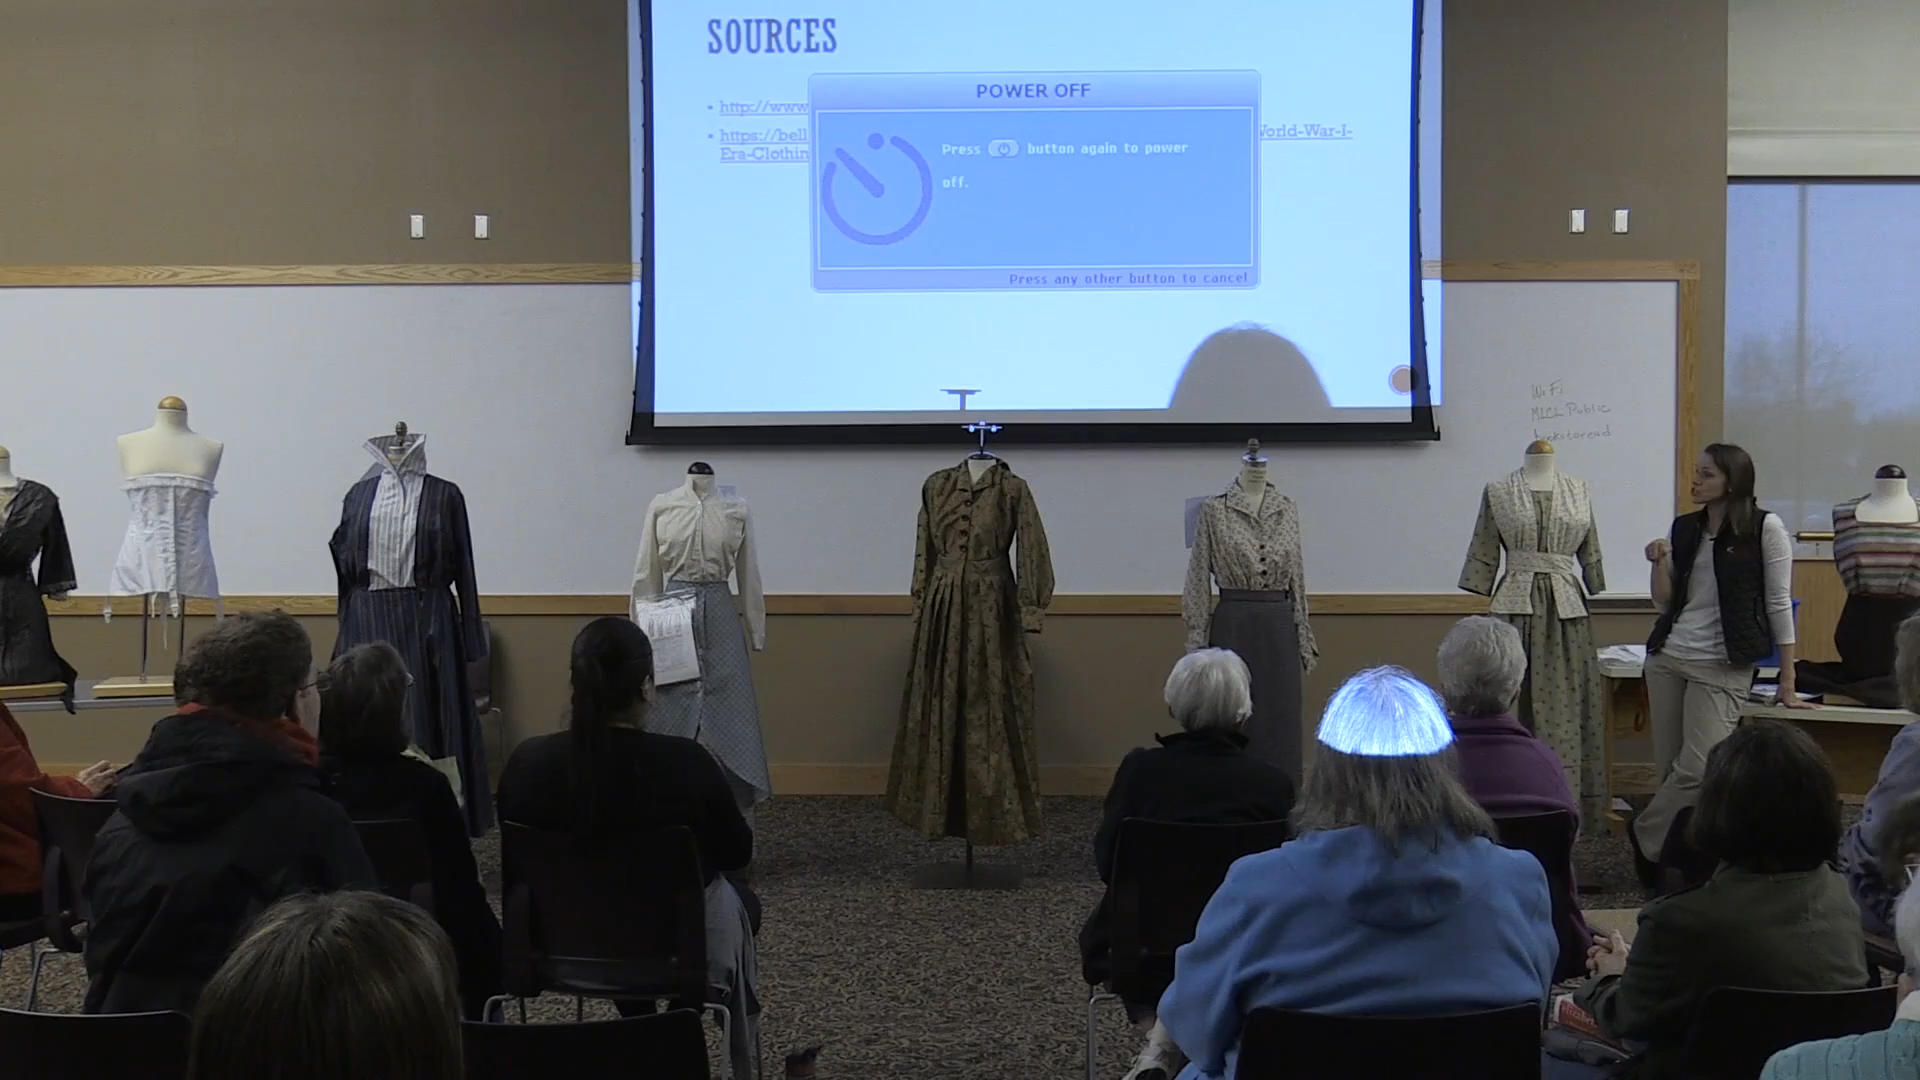 SOURCES
http://www
https://bell
World-War-I-
Era-Clothin
POWER OFF
Press button again to power
off.
Press any other button to cancel
WiFi
MLCL Public